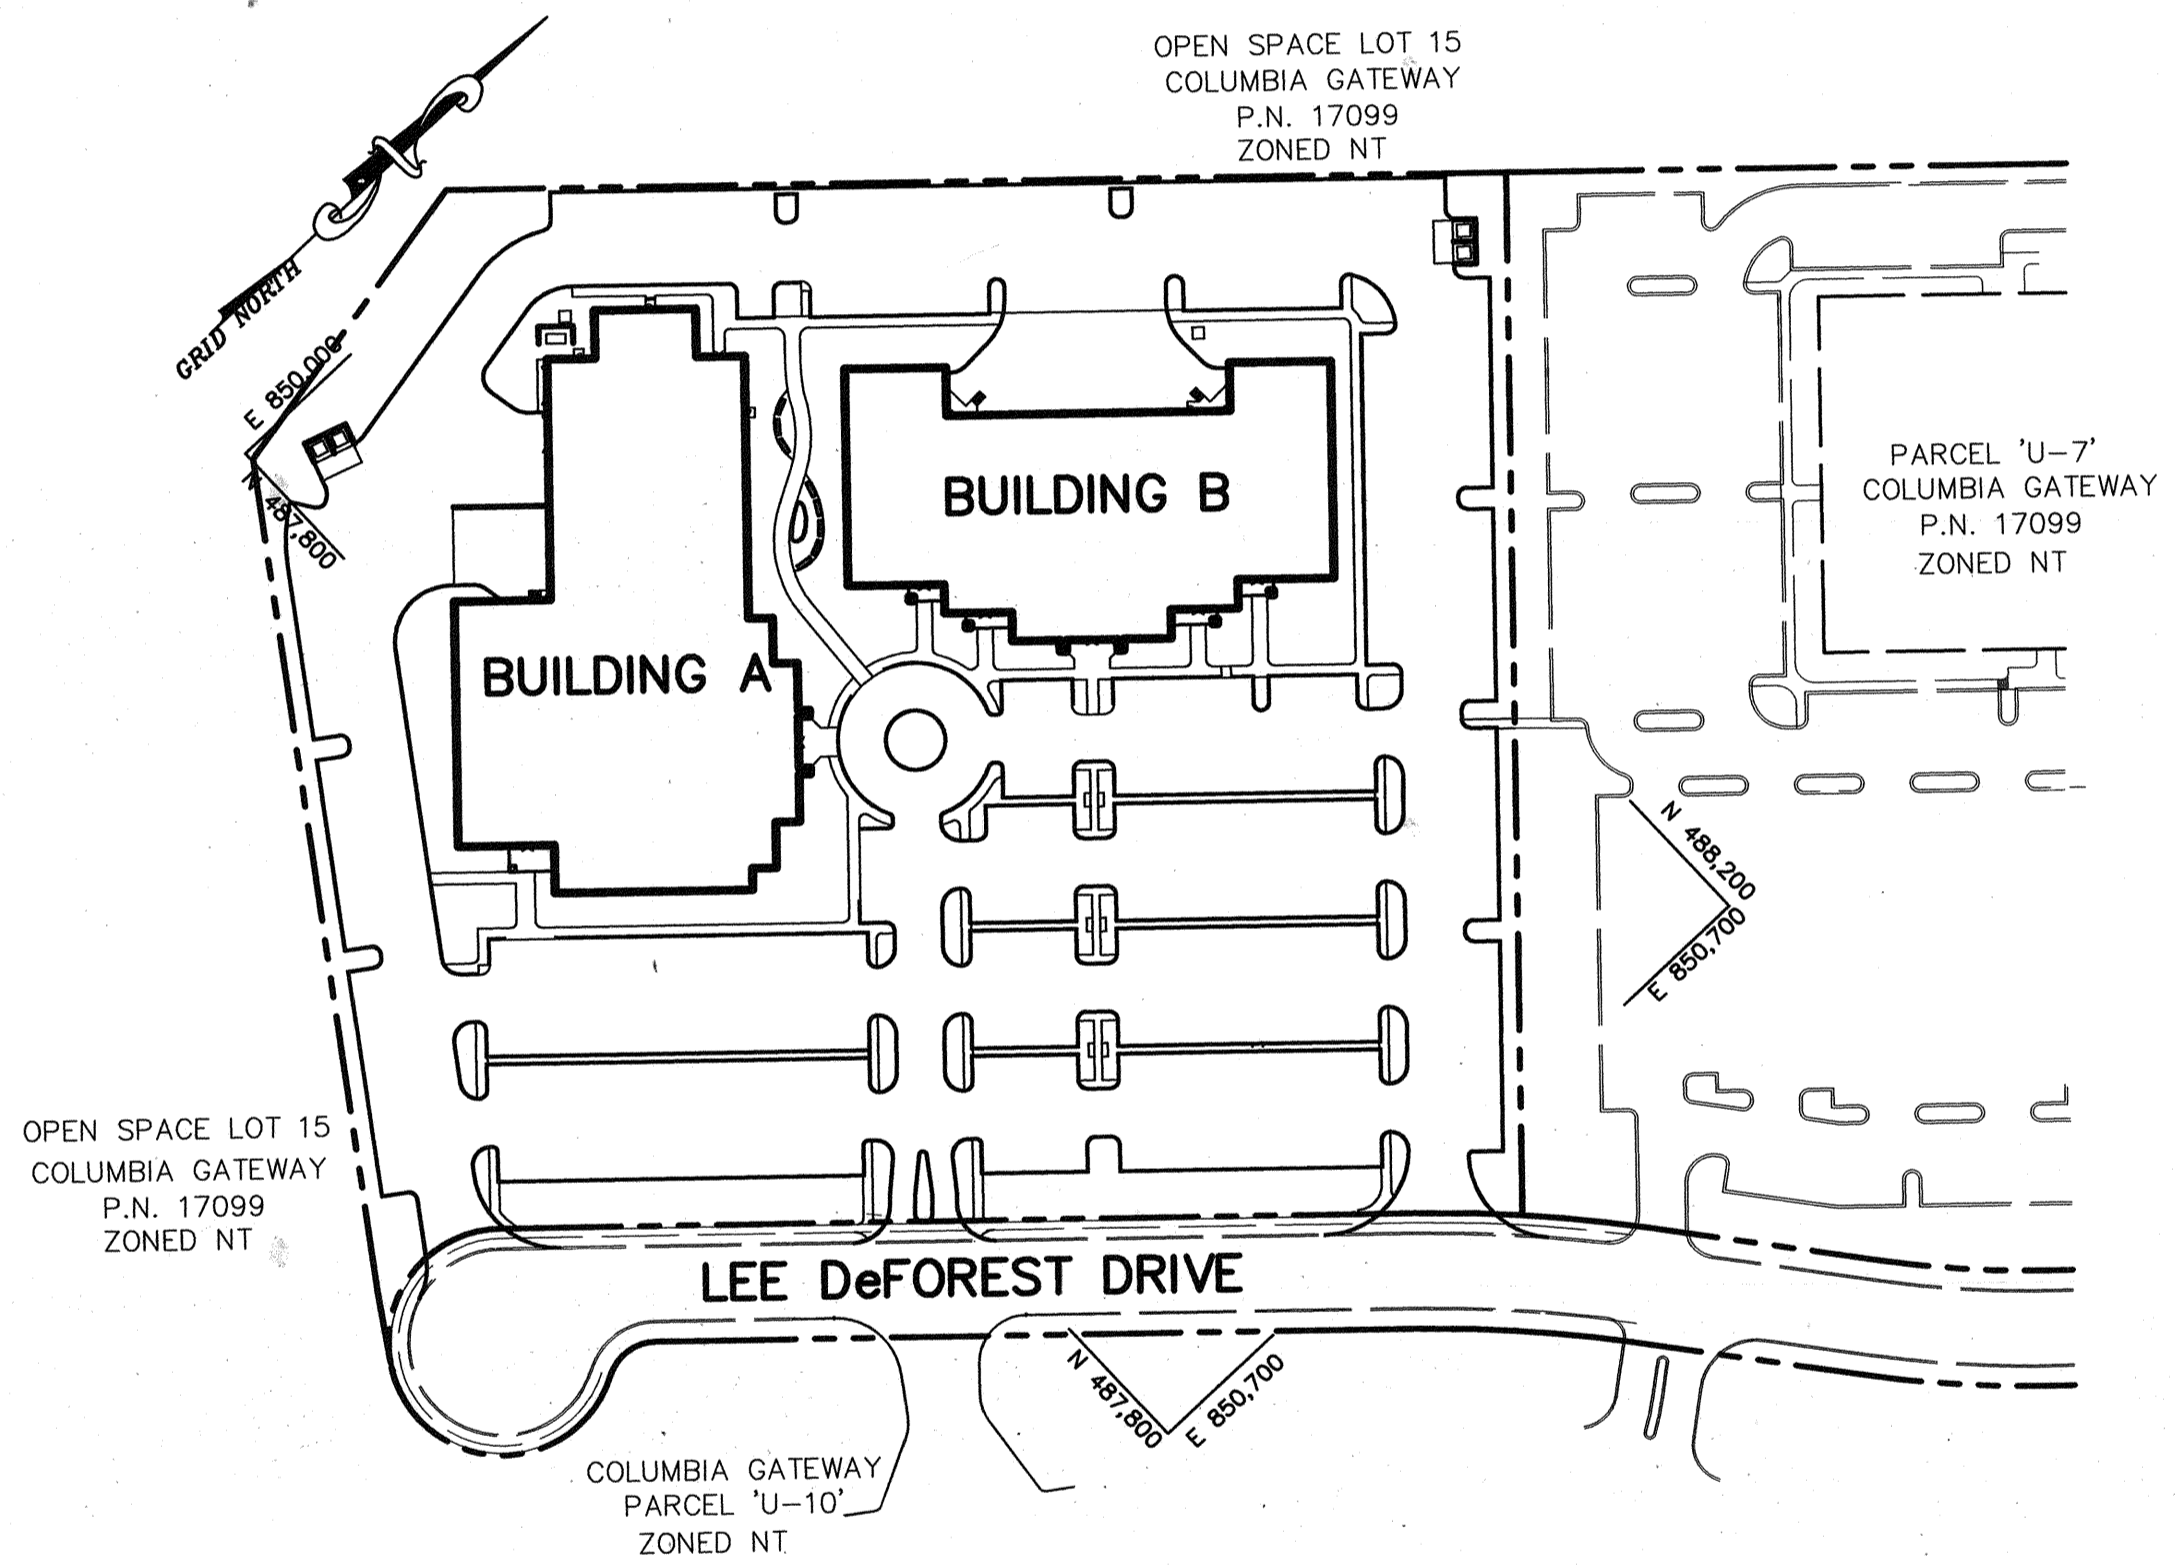 OPEN SPACE LOT 15
COLUMBIA GATEWAY
P.N. 17099
ZONED NT
GRID NORTH
E 850,000
N 487,800
BUILDING B
PARCEL 'U-7'
COLUMBIA GATEWAY
P.N. 17099
ZONED NT
BUILDING A
N 488,200
E 850,700
OPEN SPACE LOT 15
COLUMBIA GATEWAY
P.N. 17099
ZONED NT
LEE DeFOREST DRIVE
N 487,800
E 850,700
COLUMBIA GATEWAY
PARCEL 'U-10'
ZONED NT